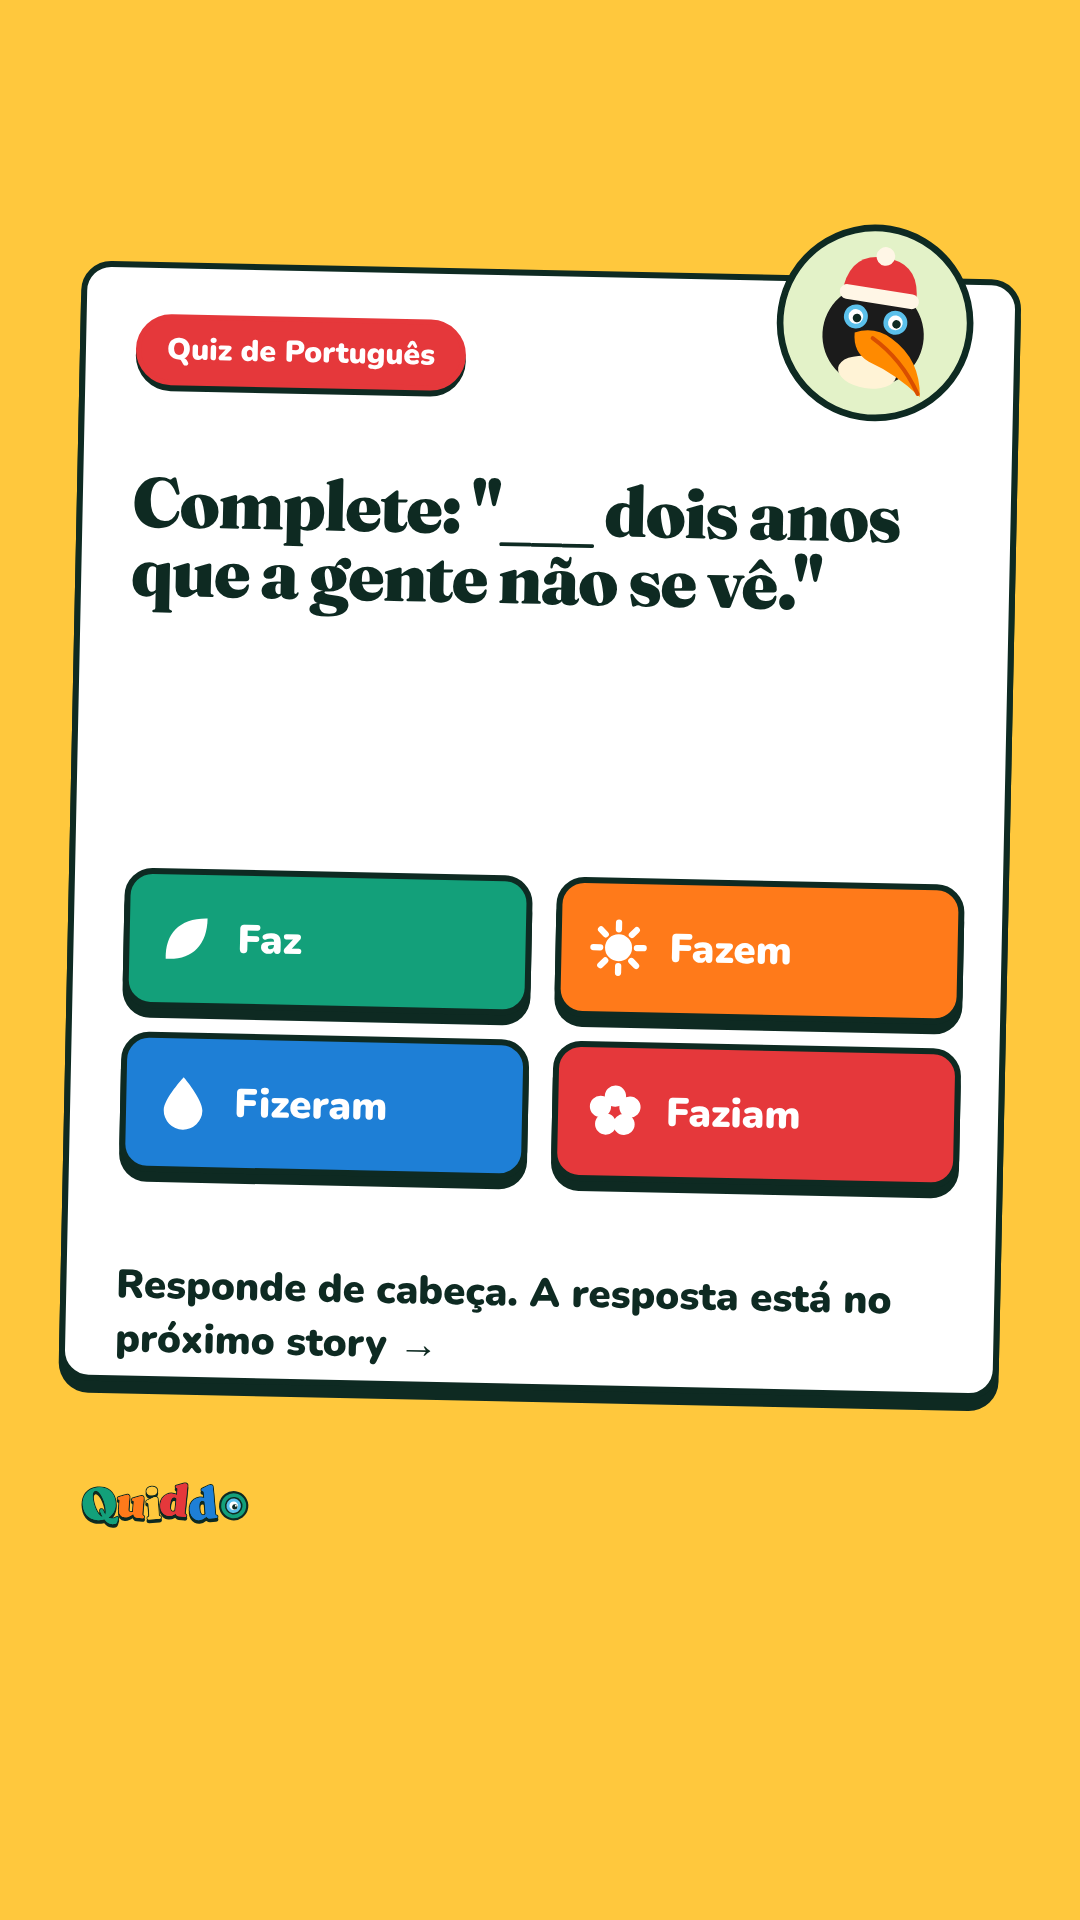 Quiz de Português
Complete: "___ dois anos
que a gente não se vê."
Faz
Fazem
Fizeram
Faziam
Responde de cabeça. A resposta está no
próximo story →
Quiddo